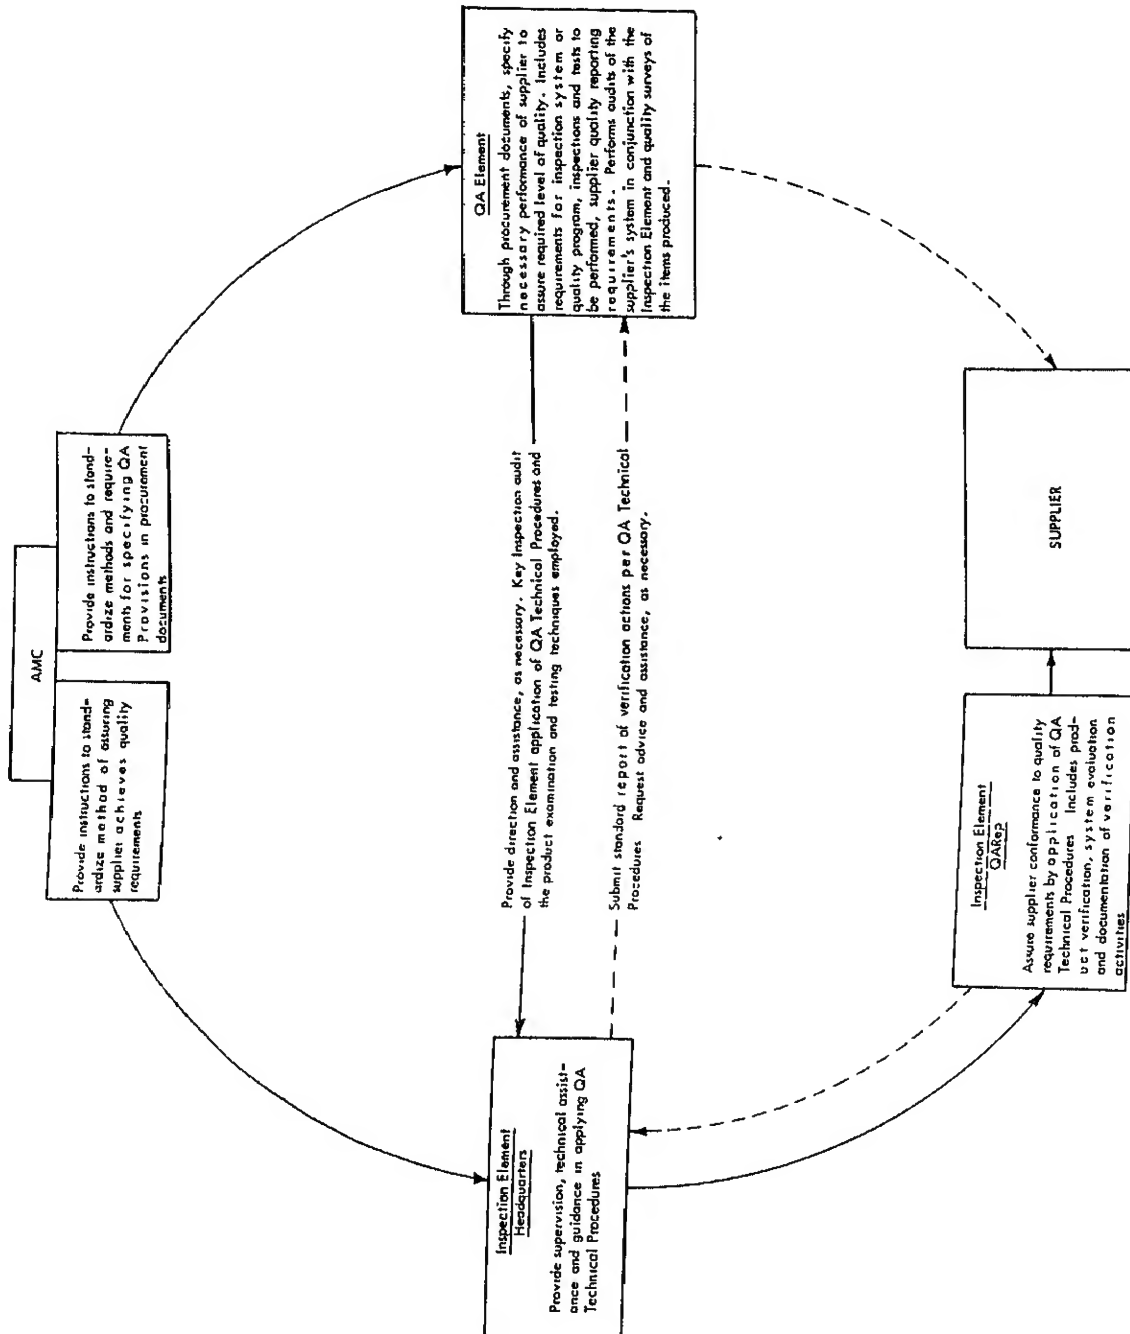 AMC
Provide instructions to stand-
ardize method of assuring
supplier achieves quality
requirements
Provide instructions to stand-
ardize methods and require-
ments for specifying QA
Provisions in procurement
documents
Inspection Element
Headquarters
Provide supervision, technical assist-
ance and guidance in applying QA
Technical Procedures
Provide direction and assistance, as necessary. Key Inspection audit
of Inspection Element application of QA Technical Procedures and
the product examination and testing techniques employed.
Submit standard report of verification actions per QA Technical
Procedures Request advice and assistance, as necessary.
QA Element
Through procurement documents, specify
necessary performance of supplier to
assure required level of quality. Includes
requirements for inspection system or
quality program, inspections and tests to
be performed, supplier quality reporting
requirements. Performs audits of the
supplier's system in conjunction with the
Inspection Element and quality surveys of
the items produced.
Inspection Element
QARep
Assure supplier conformance to quality
requirements by application of QA
Technical Procedures Includes prod-
uct verification, system evaluation
and documentation of verification
activities
SUPPLIER